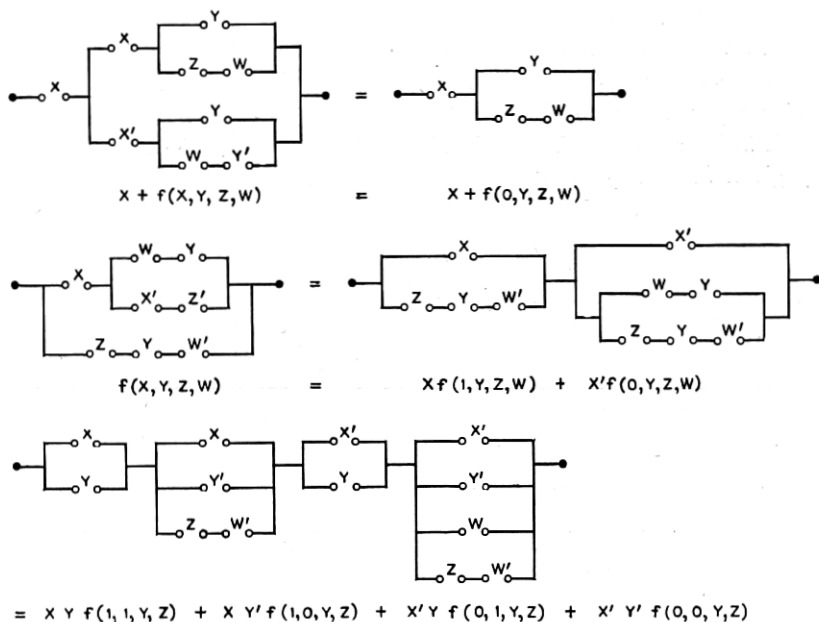 Y
X
Z W
X
X' Y
W Y'
=
Y
X
Z W
X + f(X,Y,Z,W) = X + f(0,Y,Z,W)
W Y
X
X' Z'
Z Y W'
=
X
Z Y W'
X'
W Y
Z Y W'
f(X,Y,Z,W) = Xf(1,Y,Z,W) + X'f(0,Y,Z,W)
X X X' X'
Y Y' Y Y'
Z W' W
Z W'
= X Y f(1,1,Y,Z) + X Y' f(1,0,Y,Z) + X'Y f(0,1,Y,Z) + X' Y' f(0,0,Y,Z)